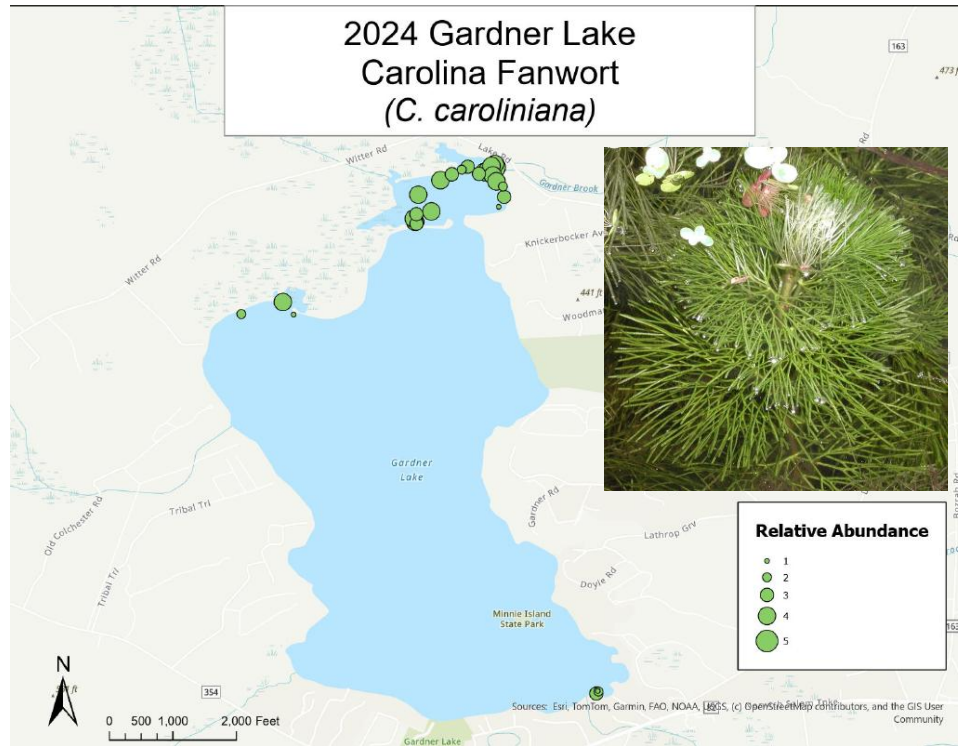 2024 Gardner Lake
Carolina Fanwort
(C. caroliniana)
163
473 f
Witter Rd
Lake Rd
Gardner Brook
Knickerbocker Av
Witter Rd
441 ft
Woodma
Gardner
Lake
Old Colchester Rd
Tribal Trl
Tribal Trl
Gardner Rd
Lathrop Grv
Doyle Rd
Minnie Island
State Park
Bozrah Rd
Relative Abundance
1
2
3
4
5
163
N
354
0 500 1,000 2,000 Feet
Sources: Esri, TomTom, Garmin, FAO, NOAA, USGS, (c) OpenStreetMap contributors, and the GIS User
Community
Gardner Lake